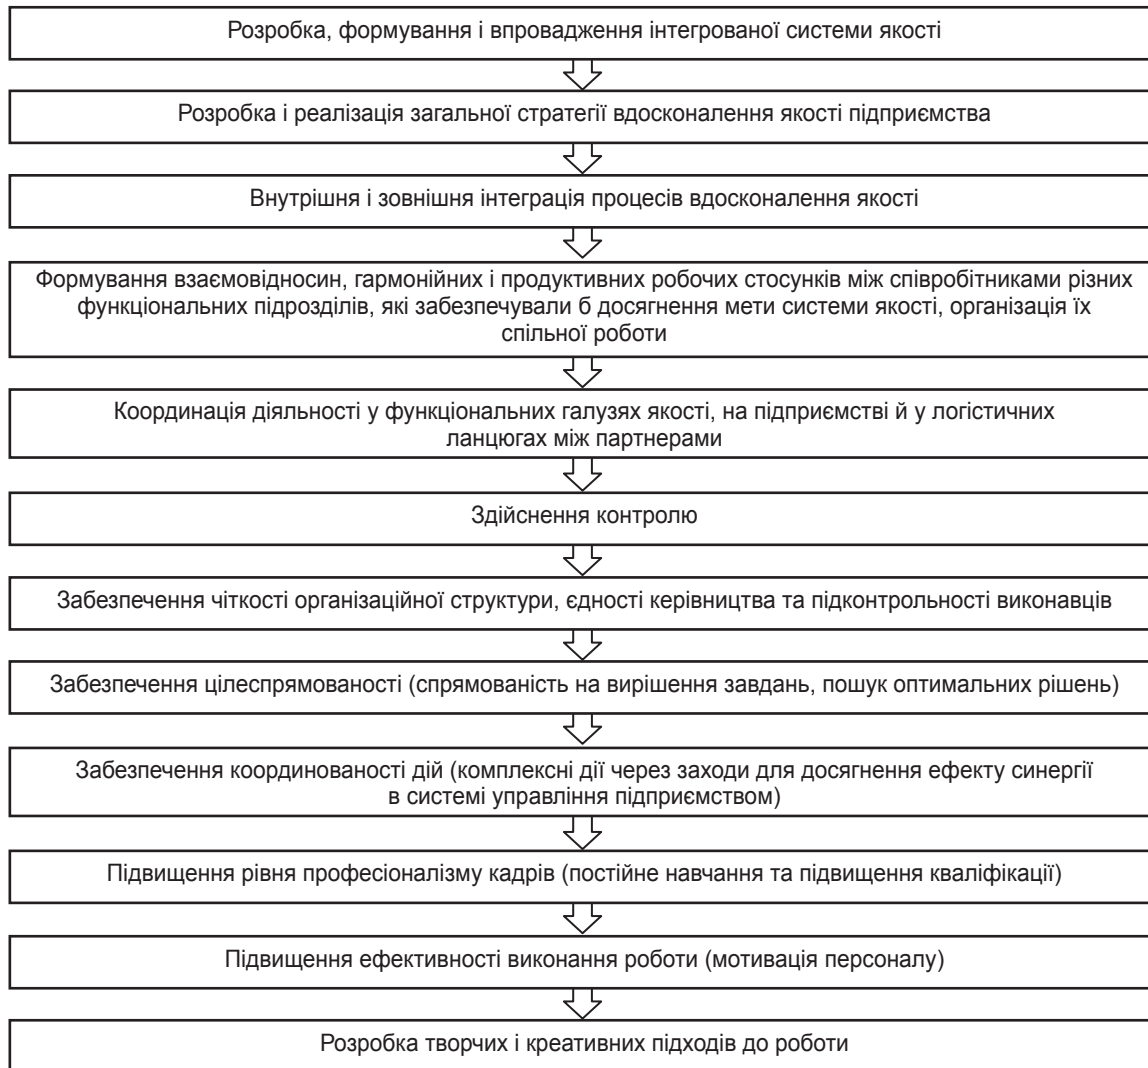 Розробка, формування і впровадження інтегрованої системи якості
Розробка і реалізація загальної стратегії вдосконалення якості підприємства
Внутрішня і зовнішня інтеграція процесів вдосконалення якості
Формування взаємовідносин, гармонійних і продуктивних робочих стосунків між співробітниками різних
функціональних підрозділів, які забезпечували б досягнення мети системи якості, організація їх
спільної роботи
Координація діяльності у функціональних галузях якості, на підприємстві й у логістичних
ланцюгах між партнерами
Здійснення контролю
Забезпечення чіткості організаційної структури, єдності керівництва та підконтрольності виконавців
Забезпечення цілеспрямованості (спрямованість на вирішення завдань, пошук оптимальних рішень)
Забезпечення координованості дій (комплексні дії через заходи для досягнення ефекту синергії
в системі управління підприємством)
Підвищення рівня професіоналізму кадрів (постійне навчання та підвищення кваліфікації)
Підвищення ефективності виконання роботи (мотивація персоналу)
Розробка творчих і креативних підходів до роботи